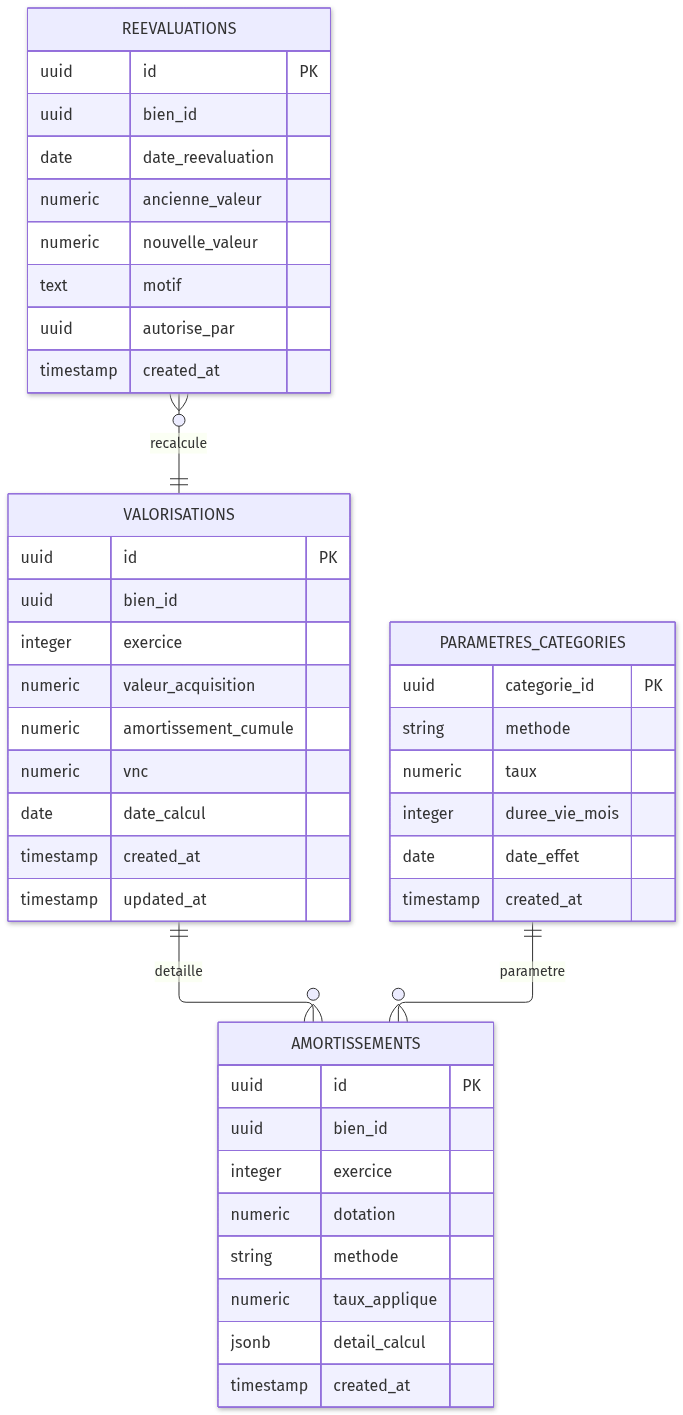 REEVALUATIONS
uuid id PK
uuid bien_id
date date_reevaluation
numeric ancienne_valeur
numeric nouvelle_valeur
text motif
uuid autorise_par
timestamp created_at
recalcule
VALORISATIONS
uuid id PK
uuid bien_id
integer exercice
numeric valeur_acquisition
numeric amortissement_cumule
numeric vnc
date date_calcul
timestamp created_at
timestamp updated_at
PARAMETRES_CATEGORIES
uuid categorie_id PK
string methode
numeric taux
integer duree_vie_mois
date date_effet
timestamp created_at
detaille
parametre
AMORTISSEMENTS
uuid id PK
uuid bien_id
integer exercice
numeric dotation
string methode
numeric taux_applique
jsonb detail_calcul
timestamp created_at